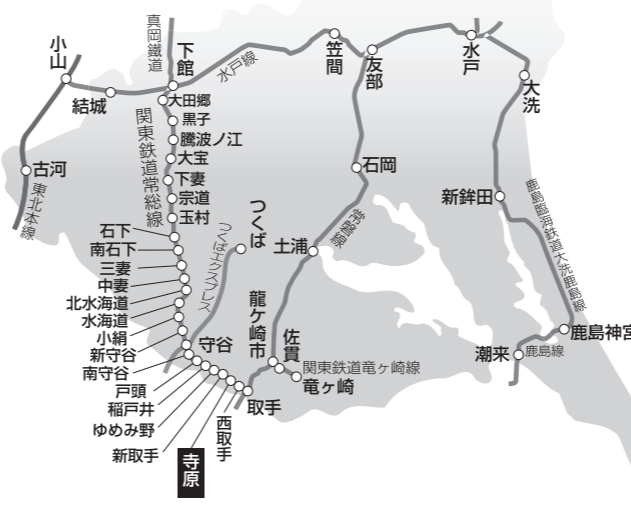 真岡鐵道
小山
下館
水戸線
笠間
友部
水戸
大洗
結城
大田郷
黒子
騰波ノ江
大宝
下妻
宗道
玉村
関東鉄道常総線
古河
東北本線
石岡
新鉾田
鹿島臨海鉄道大洗鹿島線
石下
南石下
三妻
中妻
北水海道
水海道
小絹
新守谷
南守谷
守谷
つくばエクスプレス
つくば
土浦
常磐線
龍ケ崎市
佐貫
関東鉄道竜ヶ崎線
竜ヶ崎
潮来
鹿島線
鹿島神宮
戸頭
稲戸井
ゆめみ野
新取手
寺原
西取手
取手